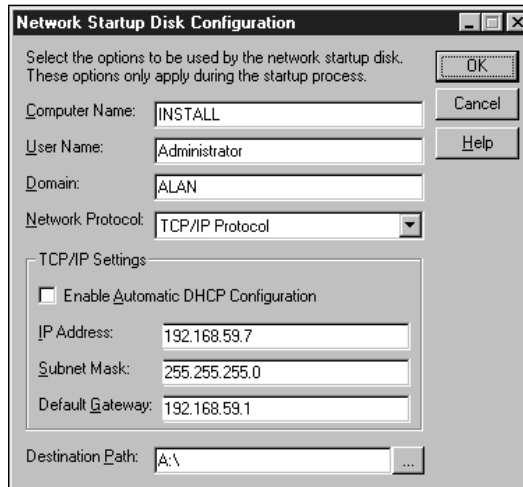 Network Startup Disk Configuration
Select the options to be used by the network startup disk.
These options only apply during the startup process.
OK
Cancel
Help
Computer Name: INSTALL
User Name: Administrator
Domain: ALAN
Network Protocol: TCP/IP Protocol
TCP/IP Settings
Enable Automatic DHCP Configuration
IP Address: 192.168.59.7
Subnet Mask: 255.255.255.0
Default Gateway: 192.168.59.1
Destination Path: A:\ ...